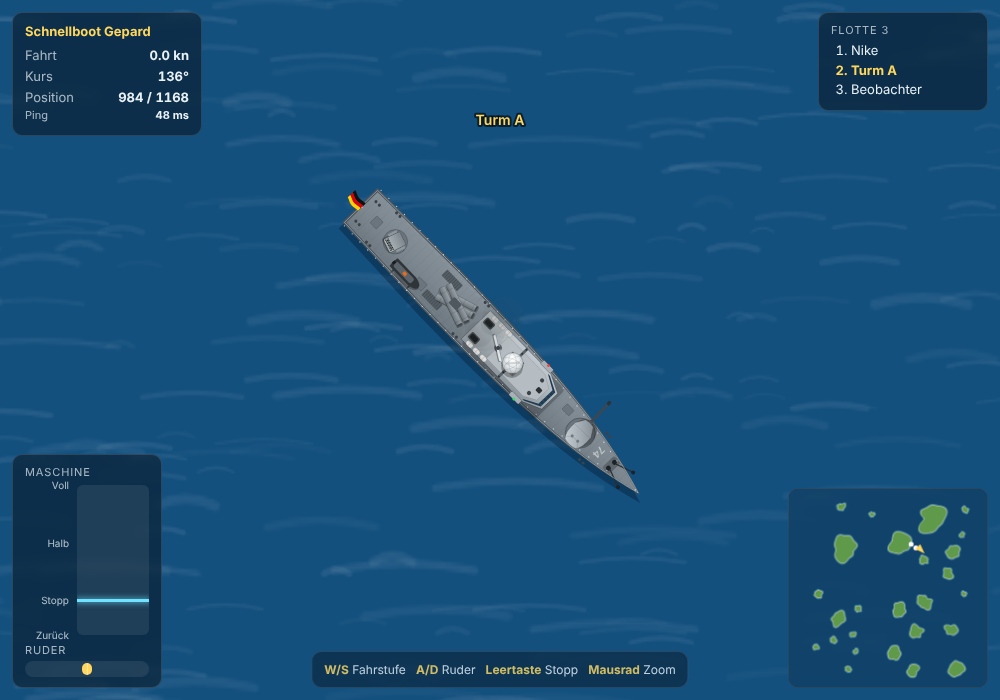 Schnellboot Gepard
Fahrt 0.0 kn
Kurs 136°
Position 984 / 1168
Ping 48 ms
FLOTTE 3
1. Nike
2. Turm A
3. Beobachter
Turm A
74
MASCHINE
Voll
Halb
Stopp
Zurück
RUDER
W/S Fahrstufe A/D Ruder Leertaste Stopp Mausrad Zoom